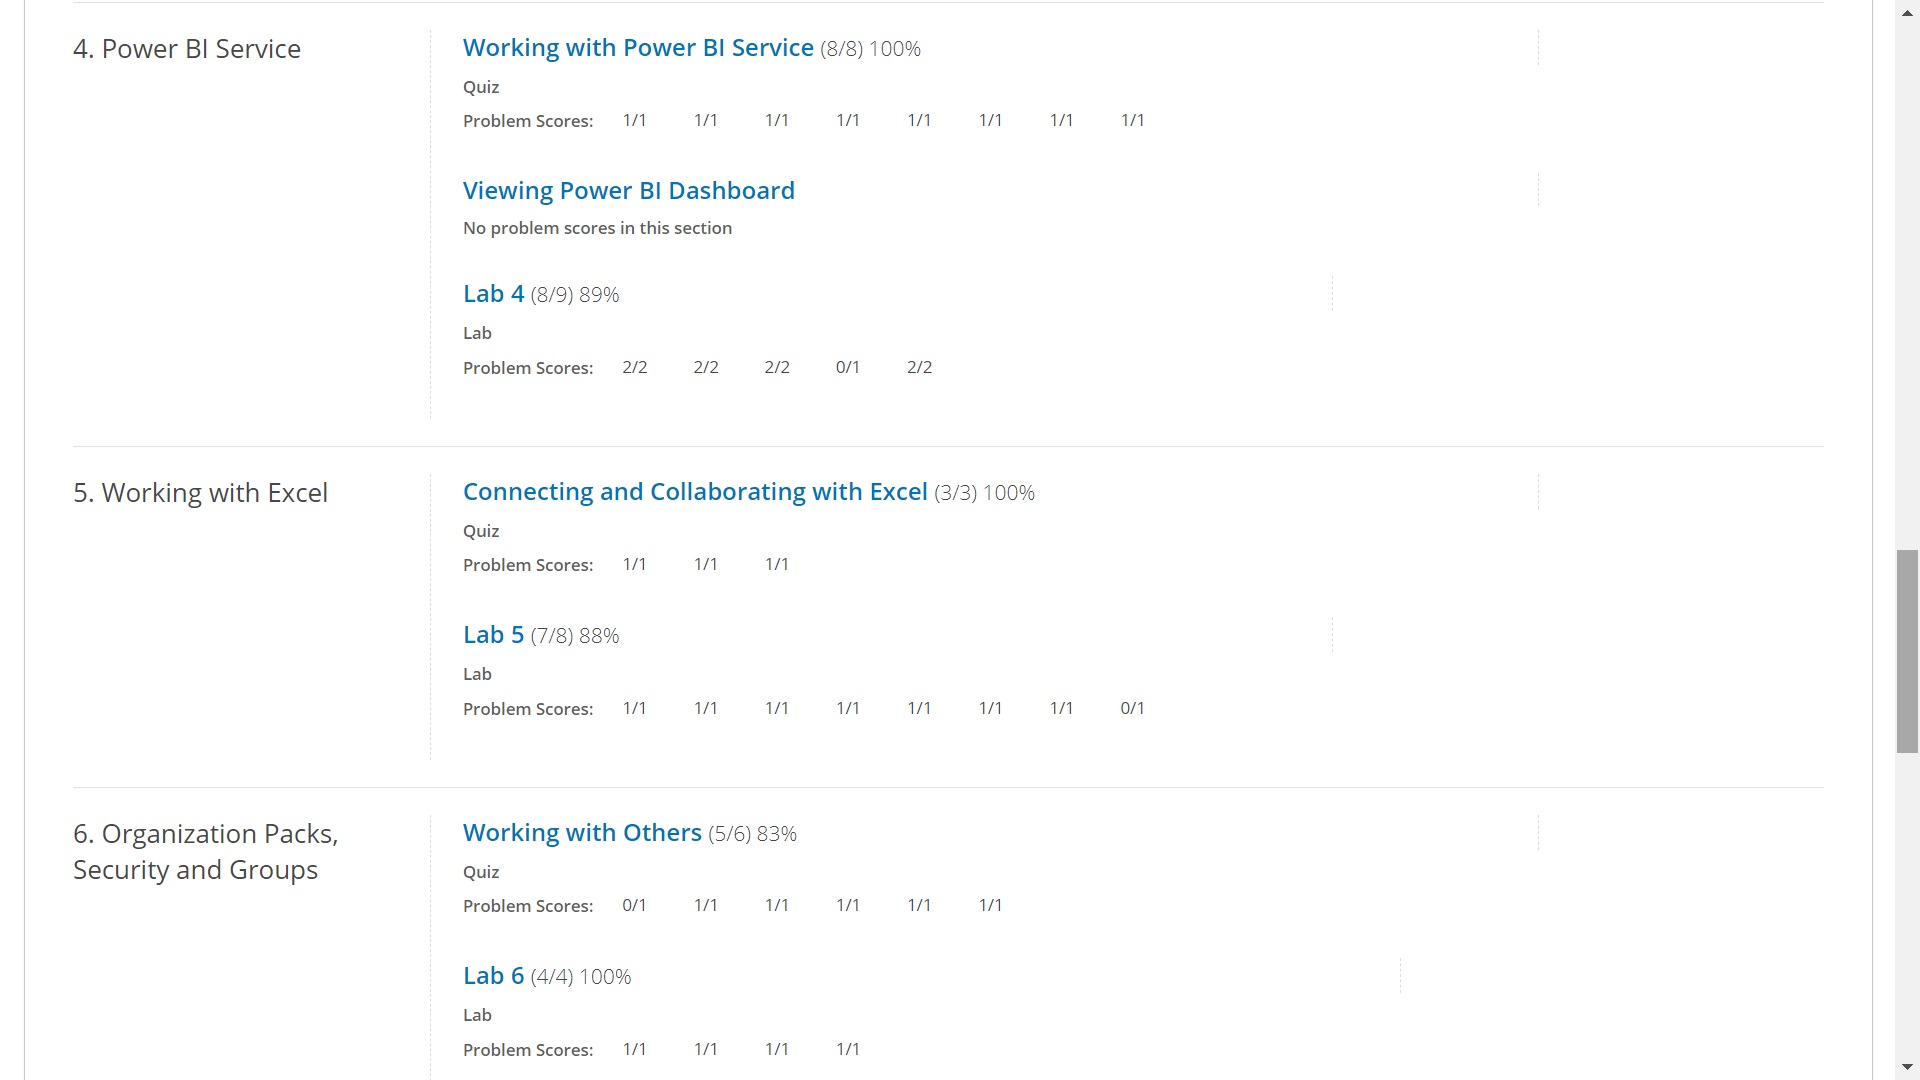 4. Power BI Service
Working with Power BI Service (8/8) 100%
Quiz
Problem Scores: 1/1 1/1 1/1 1/1 1/1 1/1 1/1 1/1
Viewing Power BI Dashboard
No problem scores in this section
Lab 4 (8/9) 89%
Lab
Problem Scores: 2/2 2/2 2/2 0/1 2/2
5. Working with Excel
Connecting and Collaborating with Excel (3/3) 100%
Quiz
Problem Scores: 1/1 1/1 1/1
Lab 5 (7/8) 88%
Lab
Problem Scores: 1/1 1/1 1/1 1/1 1/1 1/1 1/1 0/1
6. Organization Packs,
Security and Groups
Working with Others (5/6) 83%
Quiz
Problem Scores: 0/1 1/1 1/1 1/1 1/1 1/1
Lab 6 (4/4) 100%
Lab
Problem Scores: 1/1 1/1 1/1 1/1